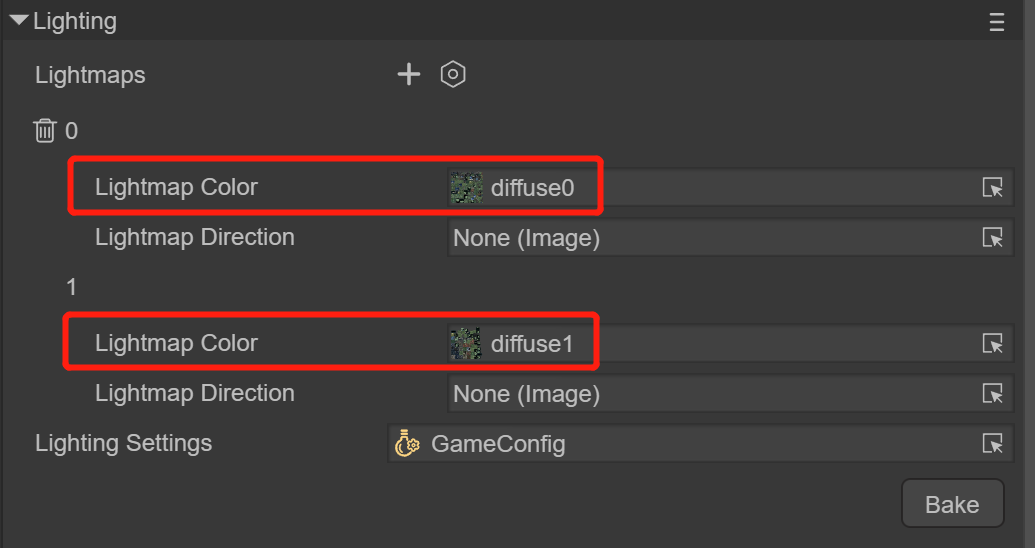 Lighting
Lightmaps
0
Lightmap Color diffuse0
Lightmap Direction None (Image)
1
Lightmap Color diffuse1
Lightmap Direction None (Image)
Lighting Settings GameConfig
Bake